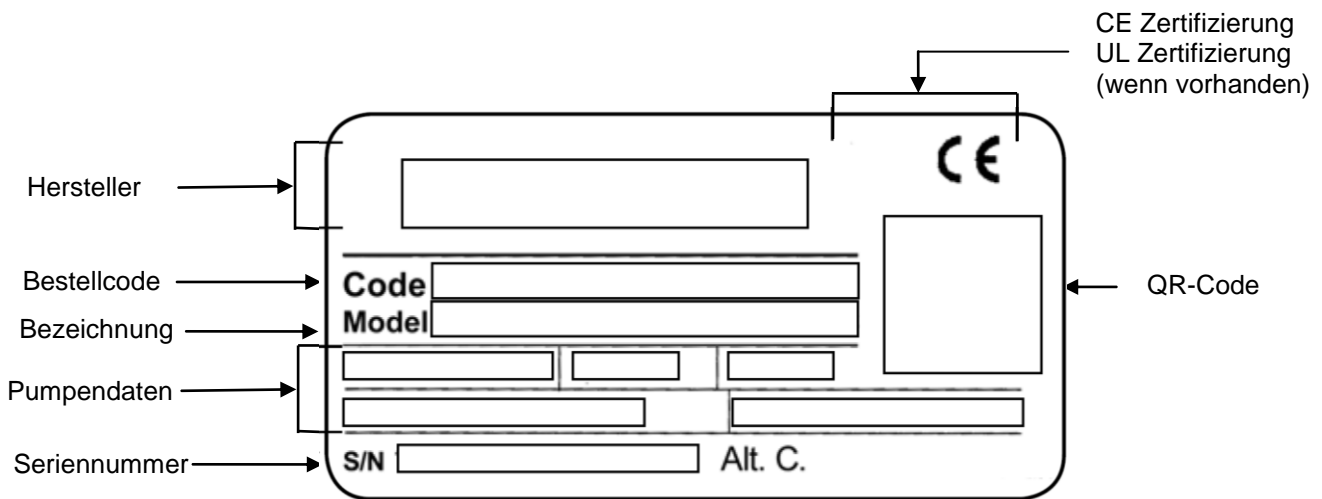 CE Zertifizierung
UL Zertifizierung
(wenn vorhanden)
CE
Hersteller
Bestellcode
Code
QR-Code
Bezeichnung
Model
Pumpendaten
Seriennummer
S/N
Alt. C.